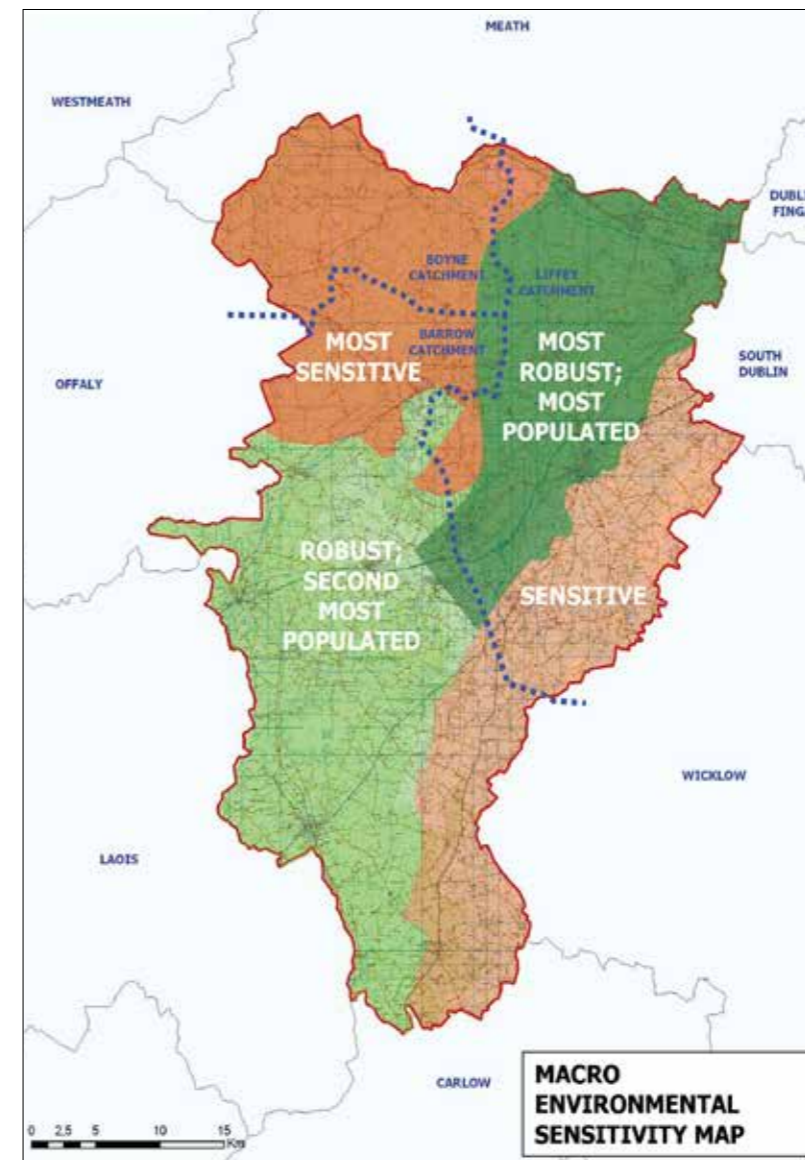 MEATH
WESTMEATH
DUBLI
FING
BOYNE
CATCHMENT
LIFFEY
CATCHMENT
MOST
SENSITIVE
BARROW
CATCHMENT
MOST
ROBUST;
MOST
POPULATED
SOUTH
DUBLIN
OFFALY
ROBUST;
SECOND
MOST
POPULATED
SENSITIVE
WICKLOW
LAOIS
CARLOW
MACRO
ENVIRONMENTAL
SENSITIVITY MAP
0 2.5 5 10 15
Km